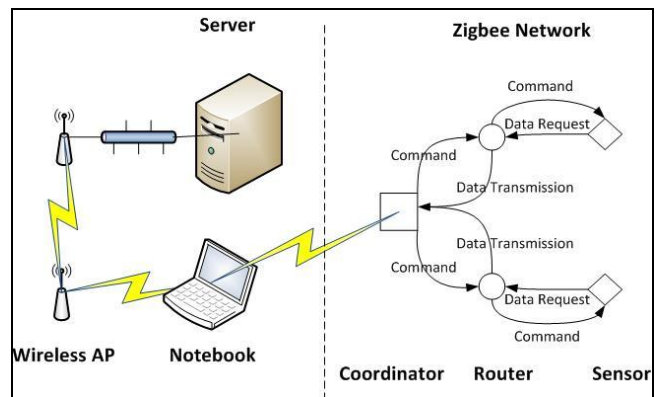 Server
Zigbee Network
Command
Data Request
Command
Data Transmission
Data Transmission
Command
Data Request
Command
Wireless AP
Notebook
Coordinator
Router
Sensor